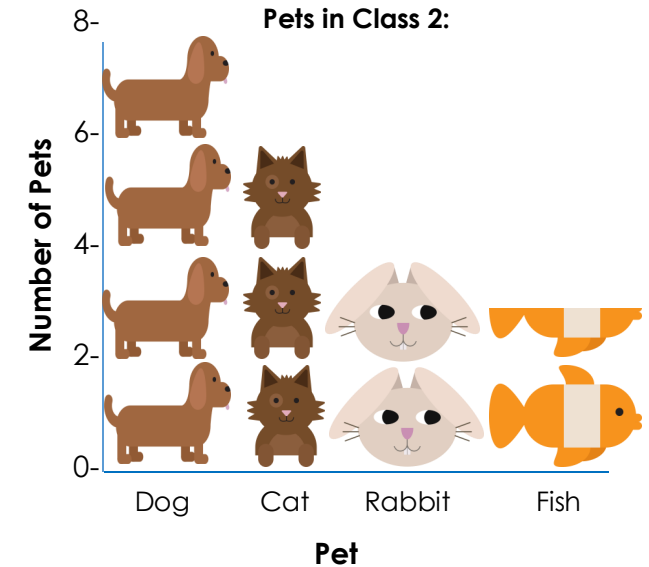 Pets in Class 2:
8-
6-
4-
2-
0-
Number of Pets
Dog Cat Rabbit Fish
Pet